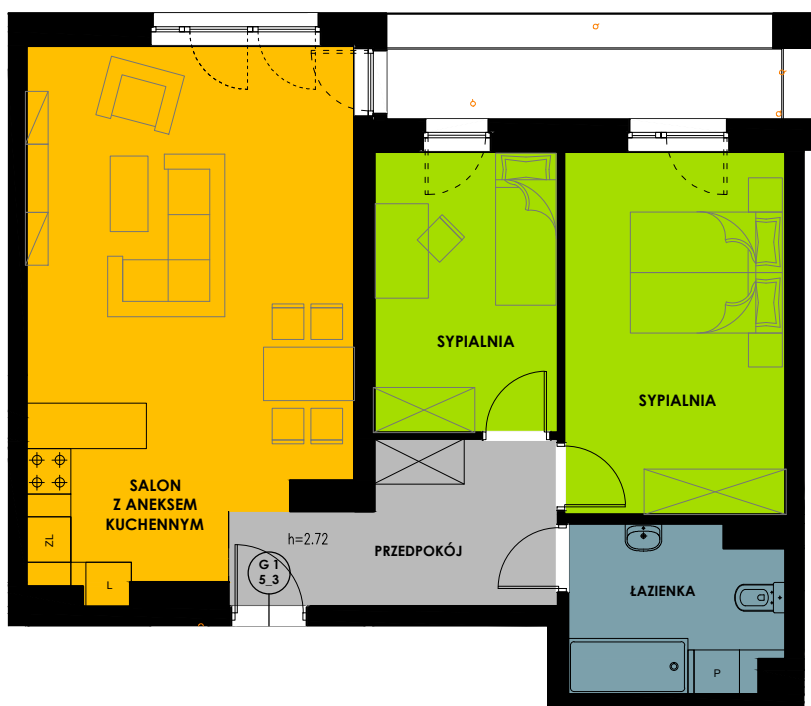 SYPIALNIA
SYPIALNIA
SALON
Z ANEKSEM
KUCHENNYM
ZL
L
h=2.72
G 1
5_3
PRZEDPOKÓJ
ŁAZIENKA
P